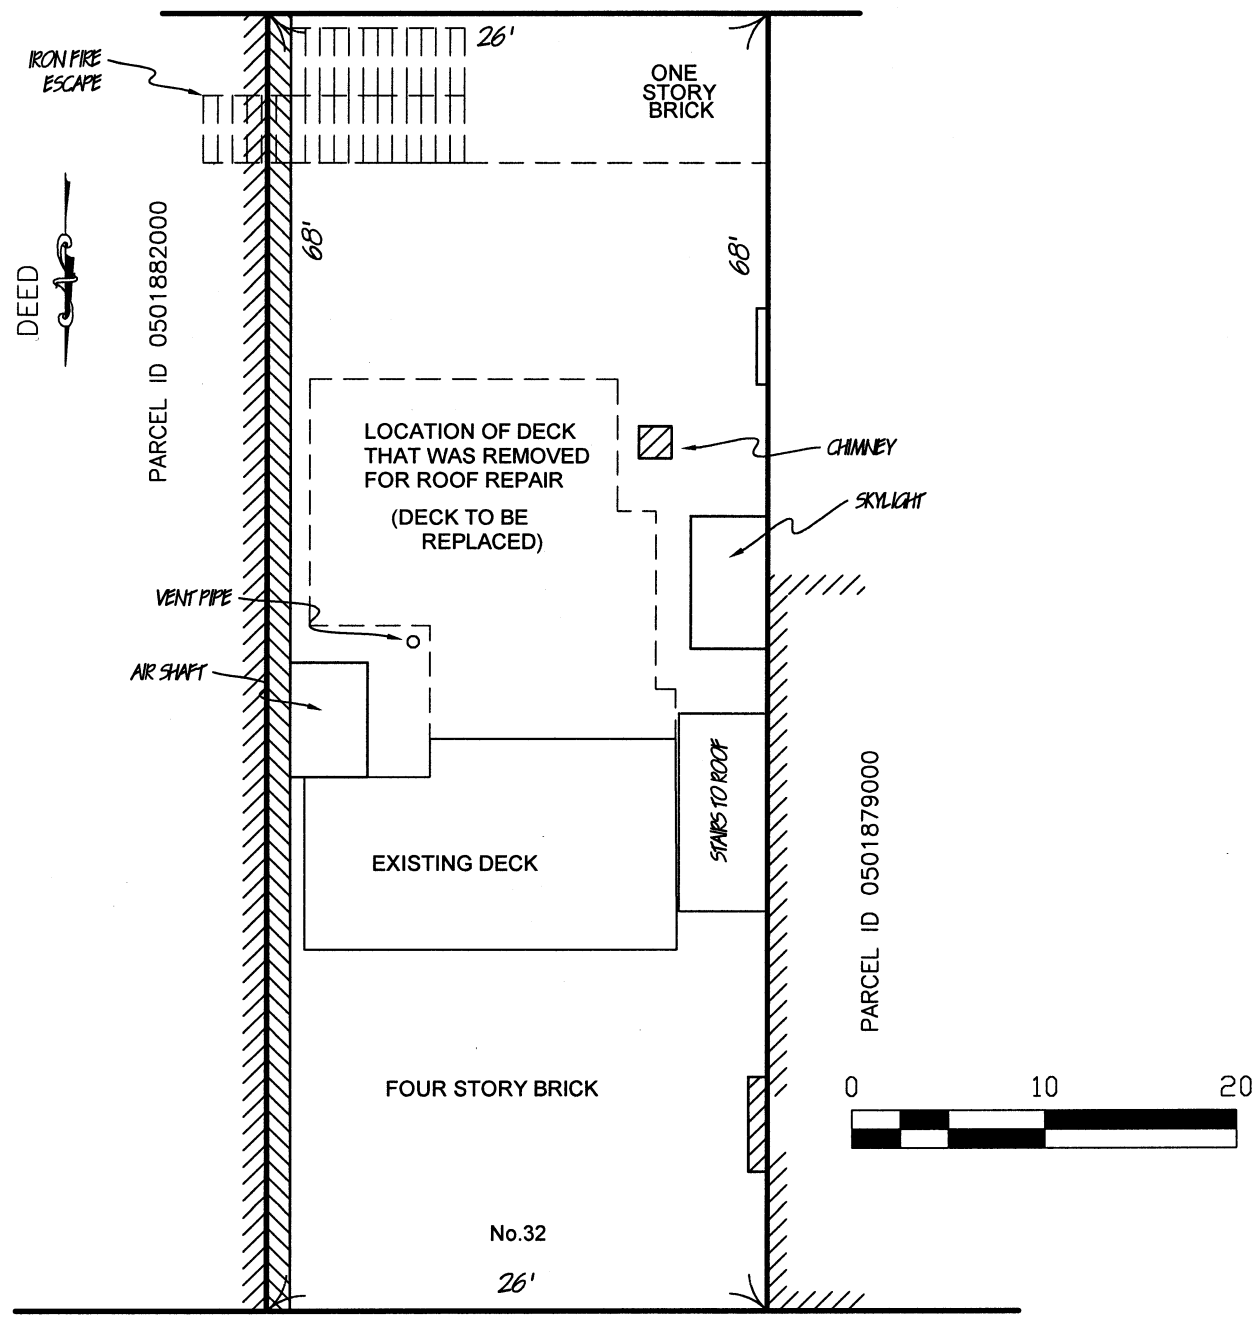 26'
IRON FIRE
ESCAPE
ONE
STORY
BRICK
68'
68'
DEED
PARCEL ID 0501882000
LOCATION OF DECK
THAT WAS REMOVED
FOR ROOF REPAIR
(DECK TO BE
REPLACED)
CHIMNEY
SKYLIGHT
VENT PIPE
AIR SHAFT
STAIRS TO ROOF
EXISTING DECK
PARCEL ID 0501879000
FOUR STORY BRICK
0 10 20
No.32
26'